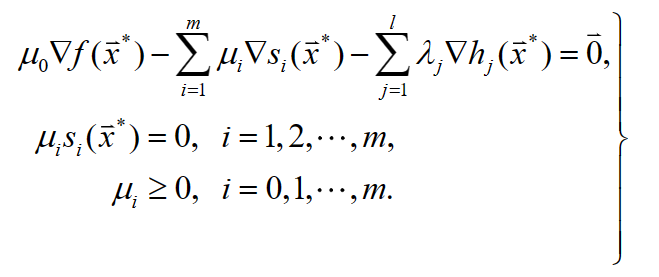 μ₀∇f(x̄*) − ∑_{i=1}^{m} μᵢ∇sᵢ(x̄*) − ∑_{j=1}^{l} λⱼ∇hⱼ(x̄*) = 0̄,
μᵢsᵢ(x̄*) = 0, i = 1, 2, ⋯, m,
μᵢ ≥ 0, i = 0,1, ⋯, m.